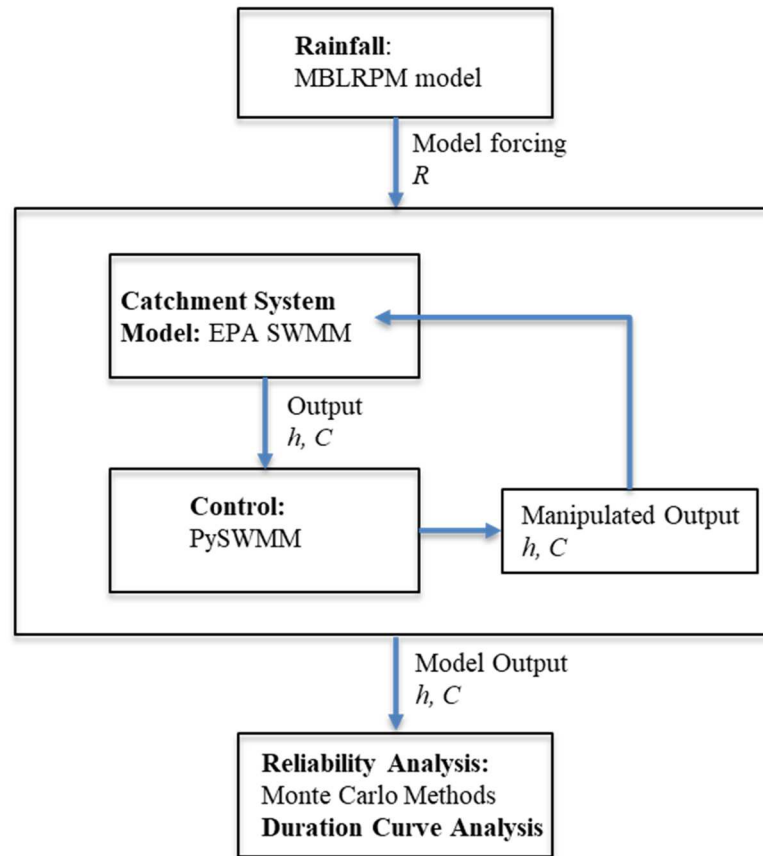 Rainfall:
MBLRPM model
Model forcing
R
Catchment System
Model: EPA SWMM
Output
h, C
Control:
PySWMM
Manipulated Output
h, C
Model Output
h, C
Reliability Analysis:
Monte Carlo Methods
Duration Curve Analysis